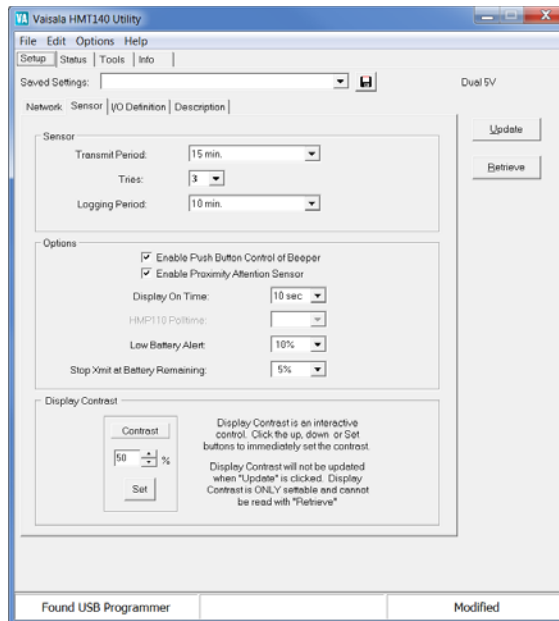 VA Vaisala HMT140 Utility
File Edit Options Help
Setup Status Tools Info
Saved Settings: Dual 5V
Network Sensor I/O Definition Description
Update
Retrieve
Sensor
Transmit Period: 15 min.
Tries: 3
Logging Period: 10 min.
Options
Enable Push Button Control of Beeper
Enable Proximity Attention Sensor
Display On Time: 10 sec
HMP110 Polltime:
Low Battery Alert: 10%
Stop Xmit at Battery Remaining: 5%
Display Contrast
Contrast
50 %
Set
Display Contrast is an interactive
control. Click the up, down or Set
buttons to immediately set the contrast.
Display Contrast will not be updated
when "Update" is clicked. Display
Contrast is ONLY settable and cannot
be read with "Retrieve"
Found USB Programmer Modified